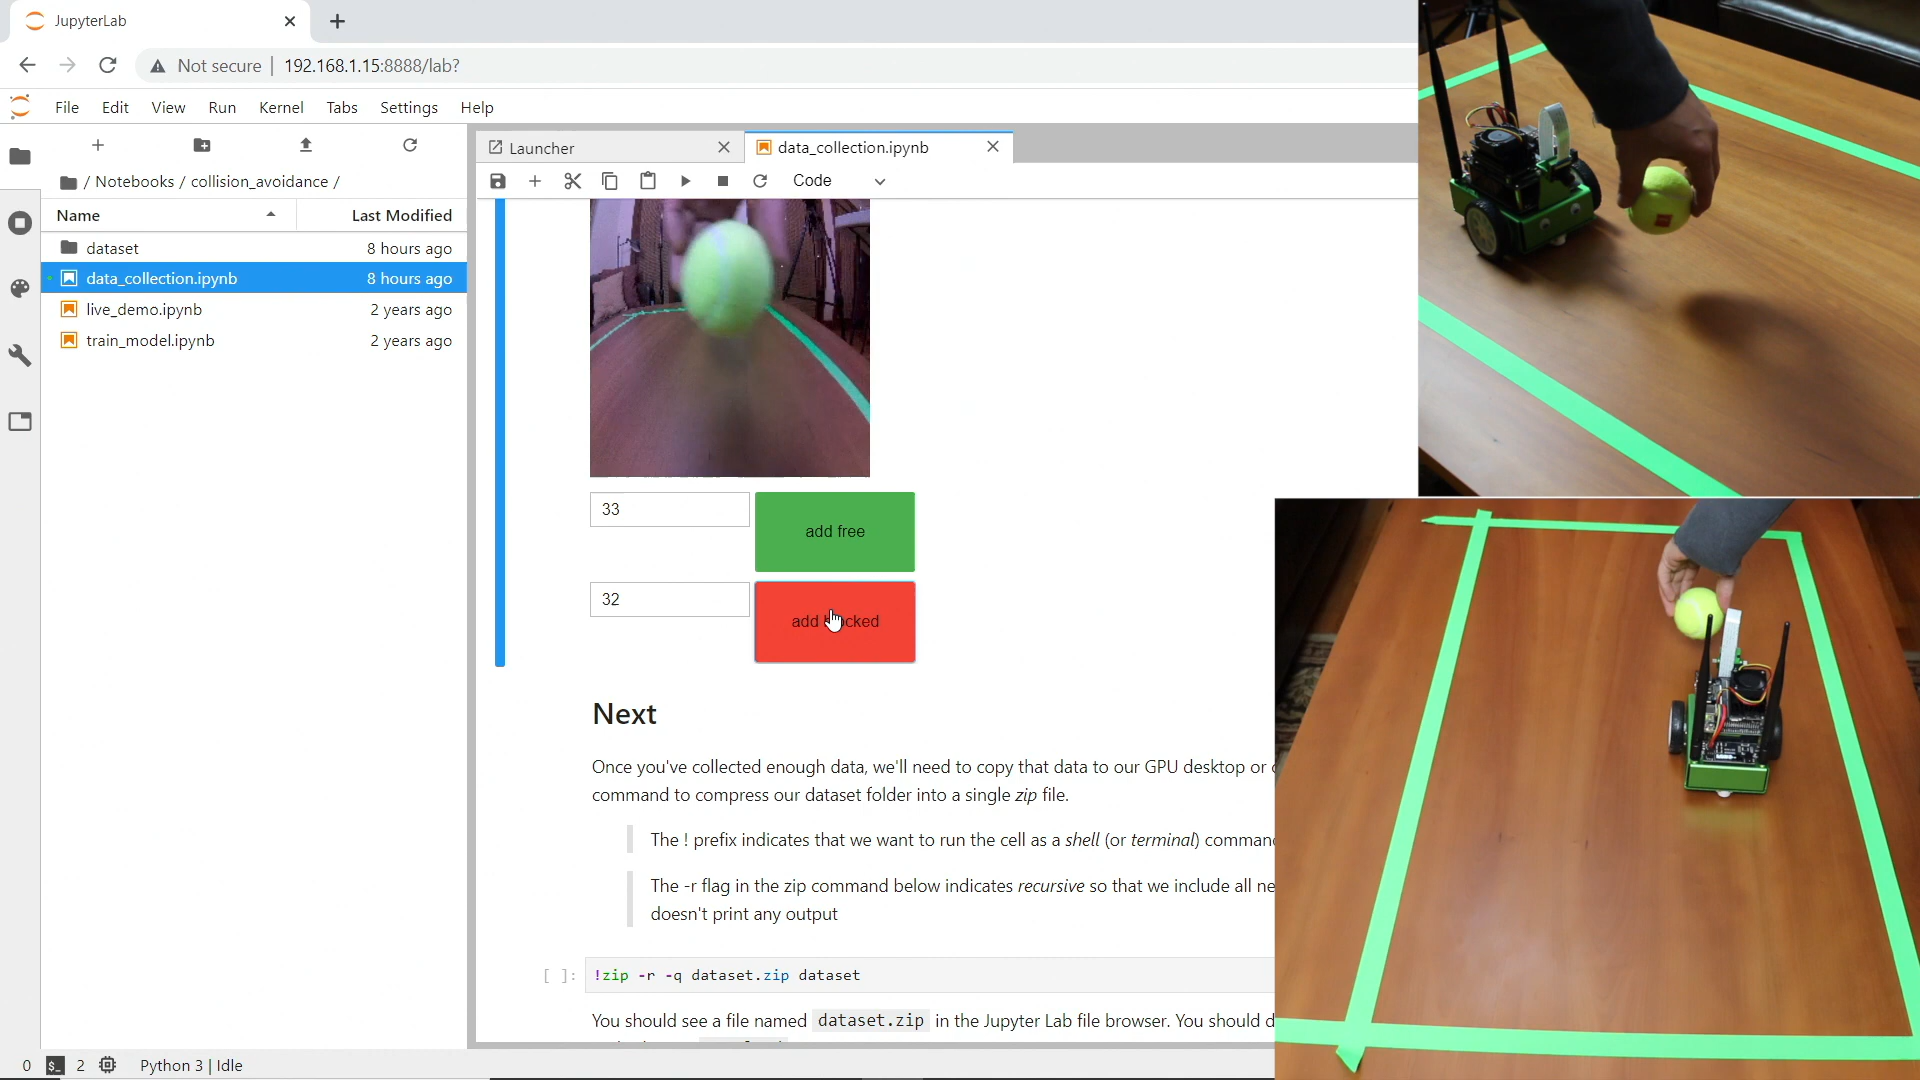 JupyterLab
Not secure
192.168.1.15:8888/lab?
File Edit View Run Kernel Tabs Settings Help
/ Notebooks / collision_avoidance /
Name Last Modified
dataset 8 hours ago
data_collection.ipynb 8 hours ago
live_demo.ipynb 2 years ago
train_model.ipynb 2 years ago
Launcher
data_collection.ipynb
Code
33
add free
32
add blocked
Next
Once you've collected enough data, we'll need to copy that data to our GPU desktop or
command to compress our dataset folder into a single zip file.
The ! prefix indicates that we want to run the cell as a shell (or terminal)
The -r flag in the zip command below indicates recursive so that we include all
doesn't print any output
[ ]:
!zip -r -q dataset.zip dataset
You should see a file named dataset.zip in the Jupyter Lab file browser. You should
0 $_ 2 Python 3 | Idle